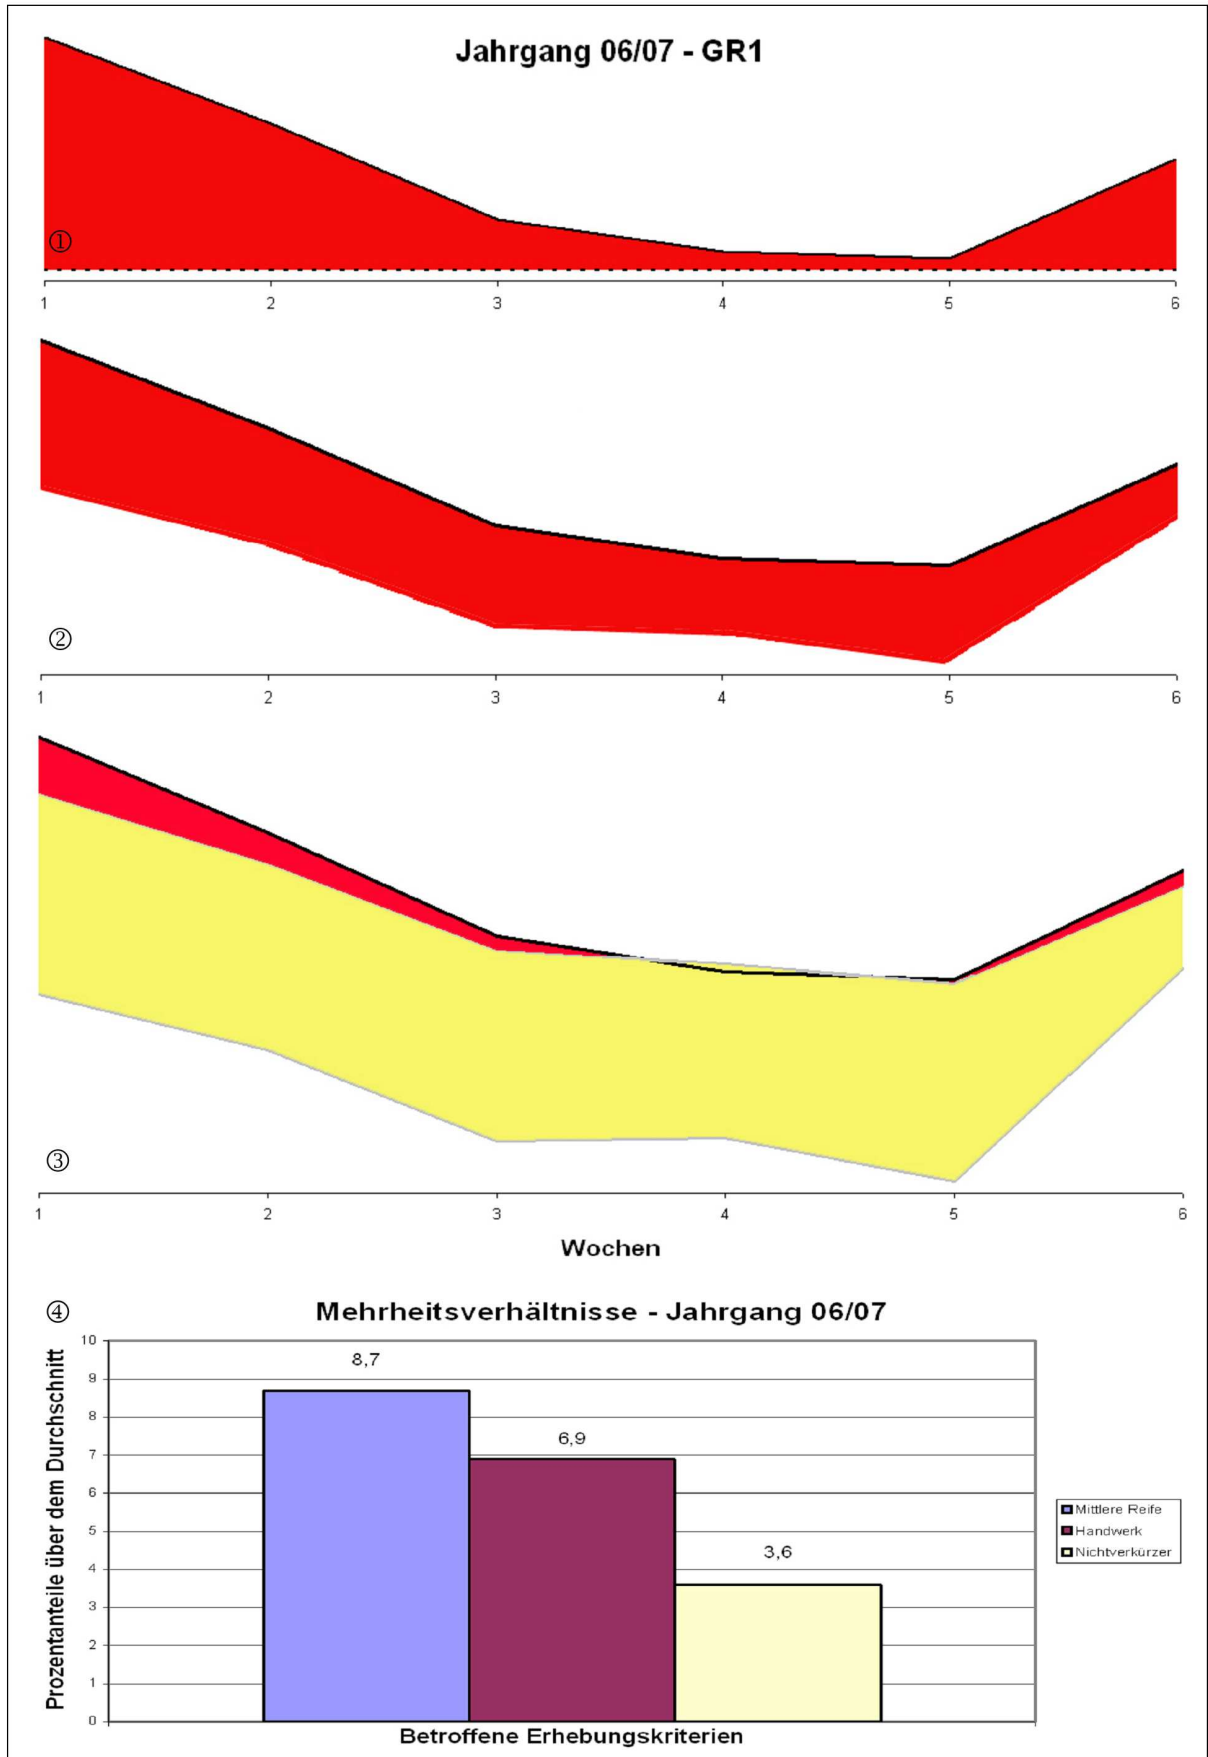 Jahrgang 06/07 - GR1
①
1 2 3 4 5 6
②
1 2 3 4 5 6
③
1 2 3 4 5 6
Wochen
④ Mehrheitsverhältnisse - Jahrgang 06/07
Prozentanteile über dem Durchschnitt
10
9
8
7
6
5
4
3
2
1
0
8,7
6,9
3,6
Mittlere Reife
Handwerk
Nichtverkürzer
Betroffene Erhebungskriterien